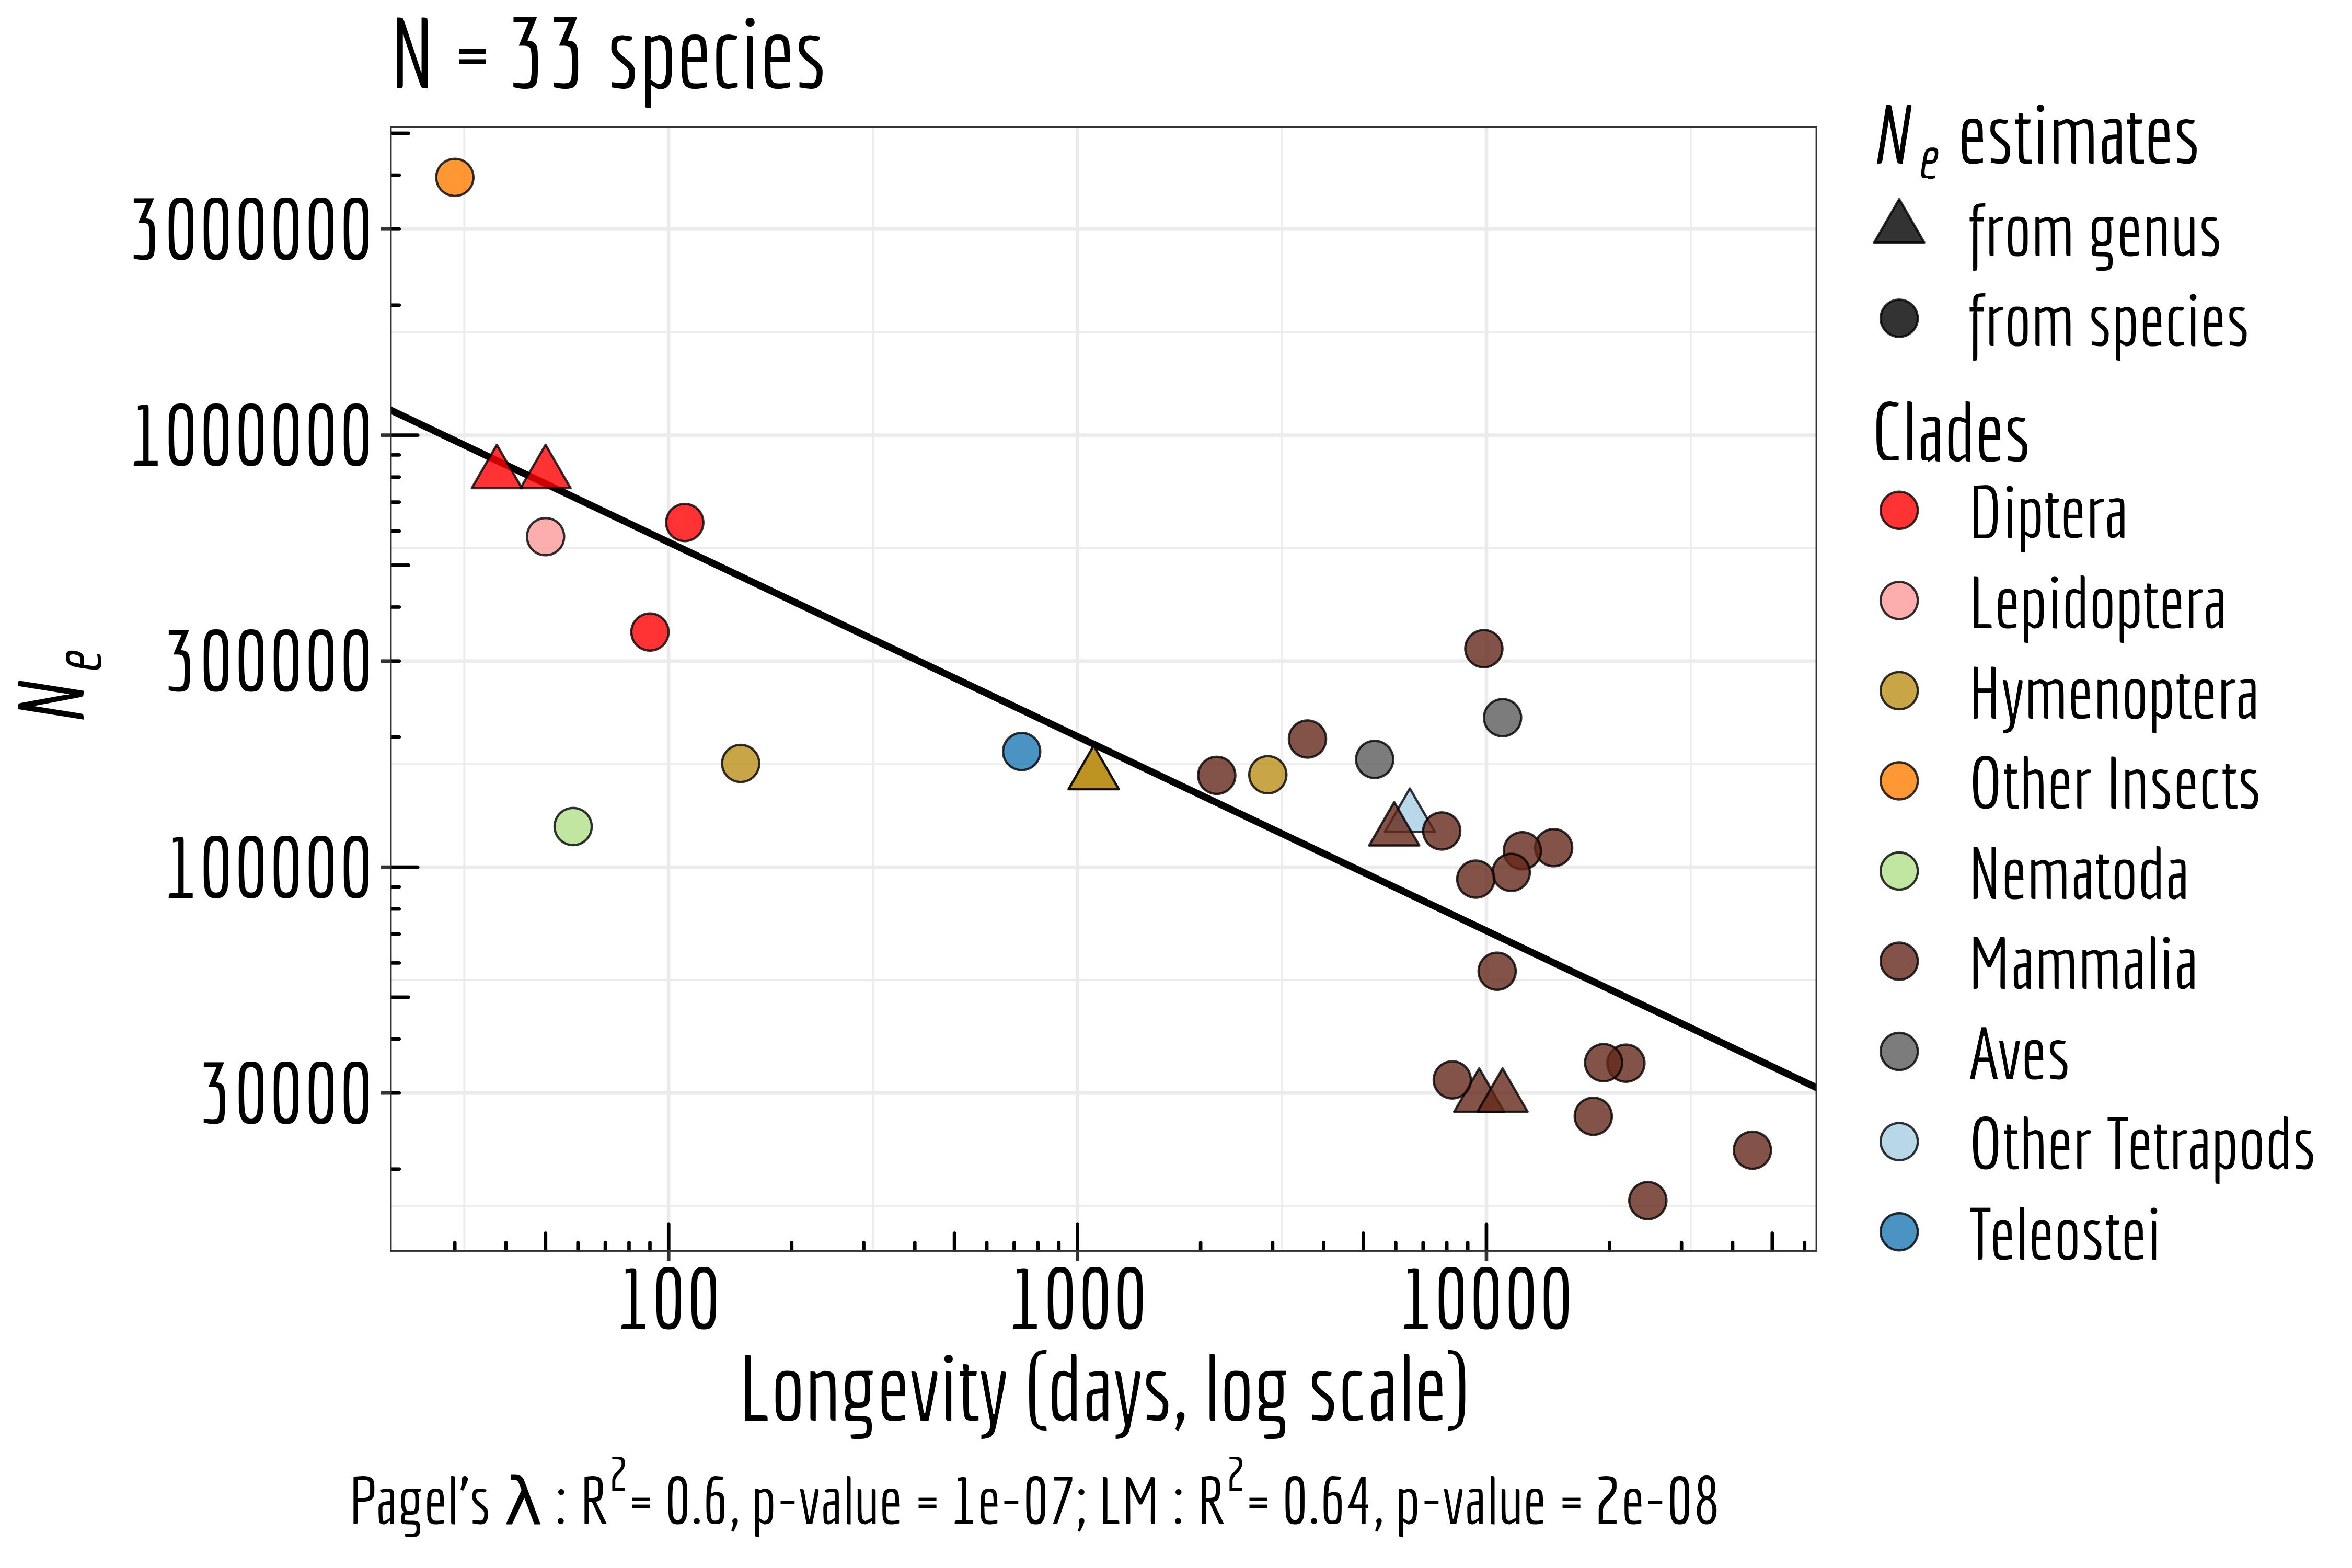 N = 33 species
Ne estimates
from genus
from species
Clades
Diptera
Lepidoptera
Hymenoptera
Other Insects
Nematoda
Mammalia
Aves
Other Tetrapods
Teleostei
3000000
1000000
300000
100000
30000
Ne
100 1000 10000
Longevity (days, log scale)
Pagel's λ : R² = 0.6, p-value = 1e-07; LM : R² = 0.64, p-value = 2e-08